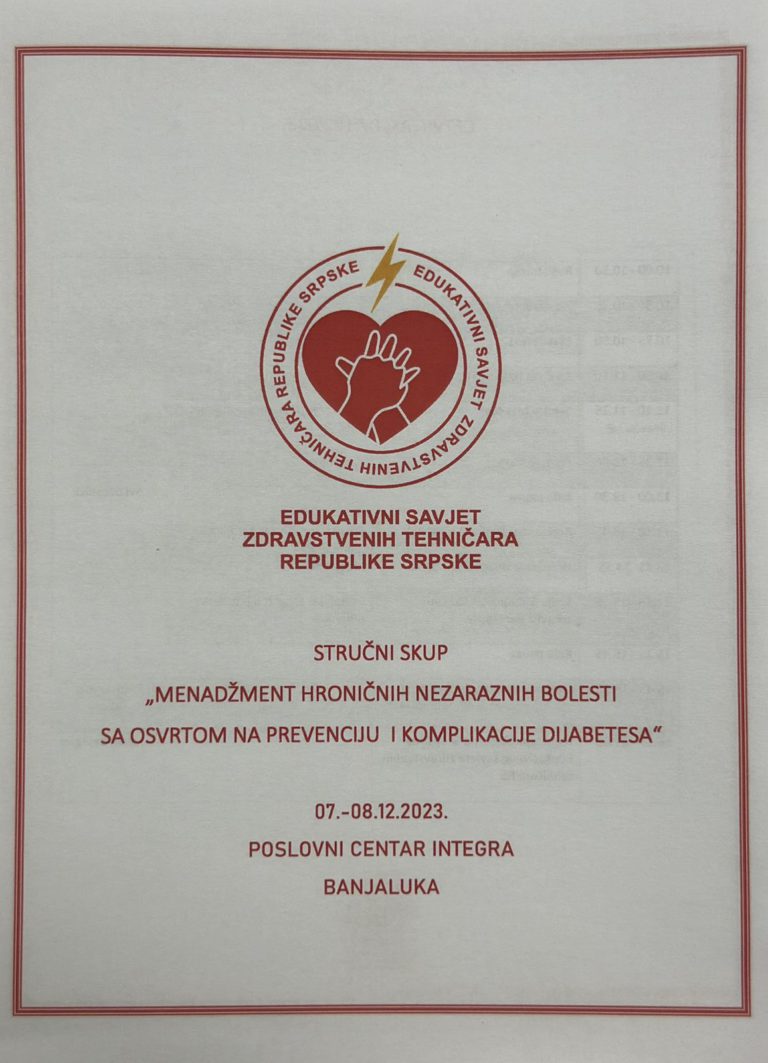 EDUKATIVNI SAVJET ZDRAVSTVENIH TEHNIČARA REPUBLIKE SRPSKE
EDUKATIVNI SAVJET
ZDRAVSTVENIH TEHNIČARA
REPUBLIKE SRPSKE
STRUČNI SKUP
„MENADŽMENT HRONIČNIH NEZARAZNIH BOLESTI
SA OSVRTOM NA PREVENCIJU I KOMPLIKACIJE DIJABETESA“
07.-08.12.2023.
POSLOVNI CENTAR INTEGRA
BANJALUKA